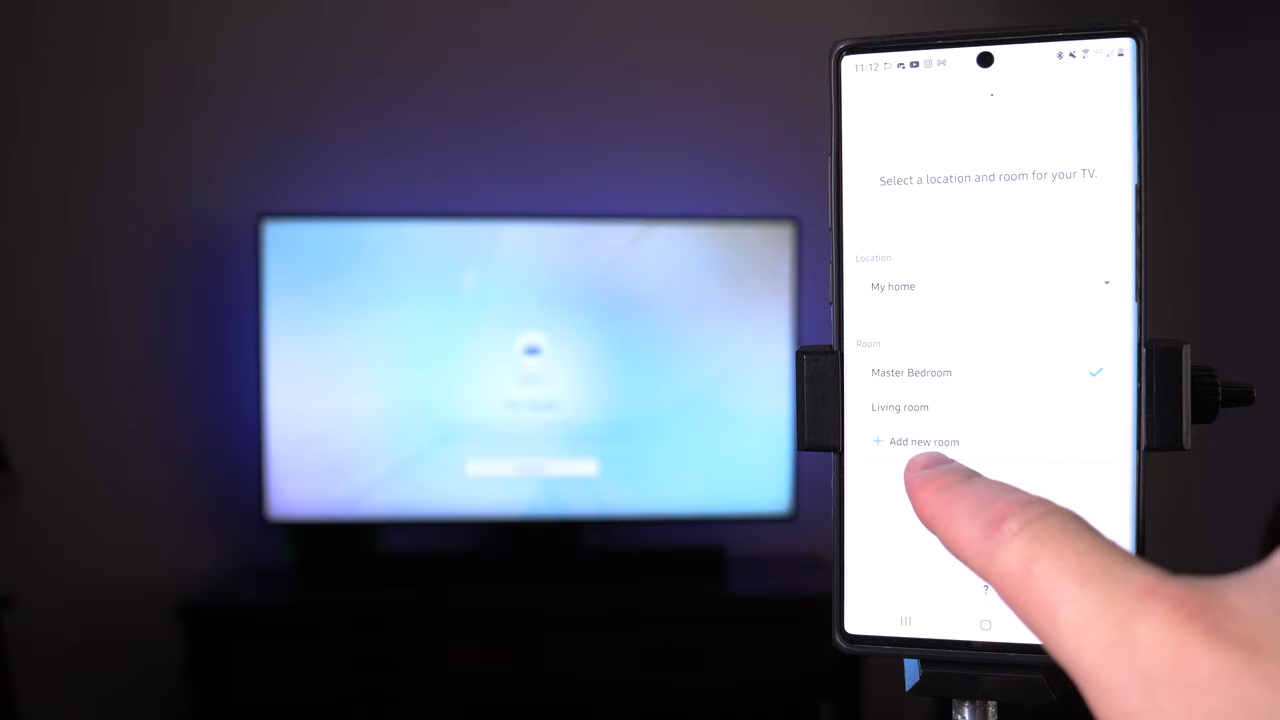 11:12
Select a location and room for your TV.
Location
My home
Room
Master Bedroom
Living room
+ Add new room
?